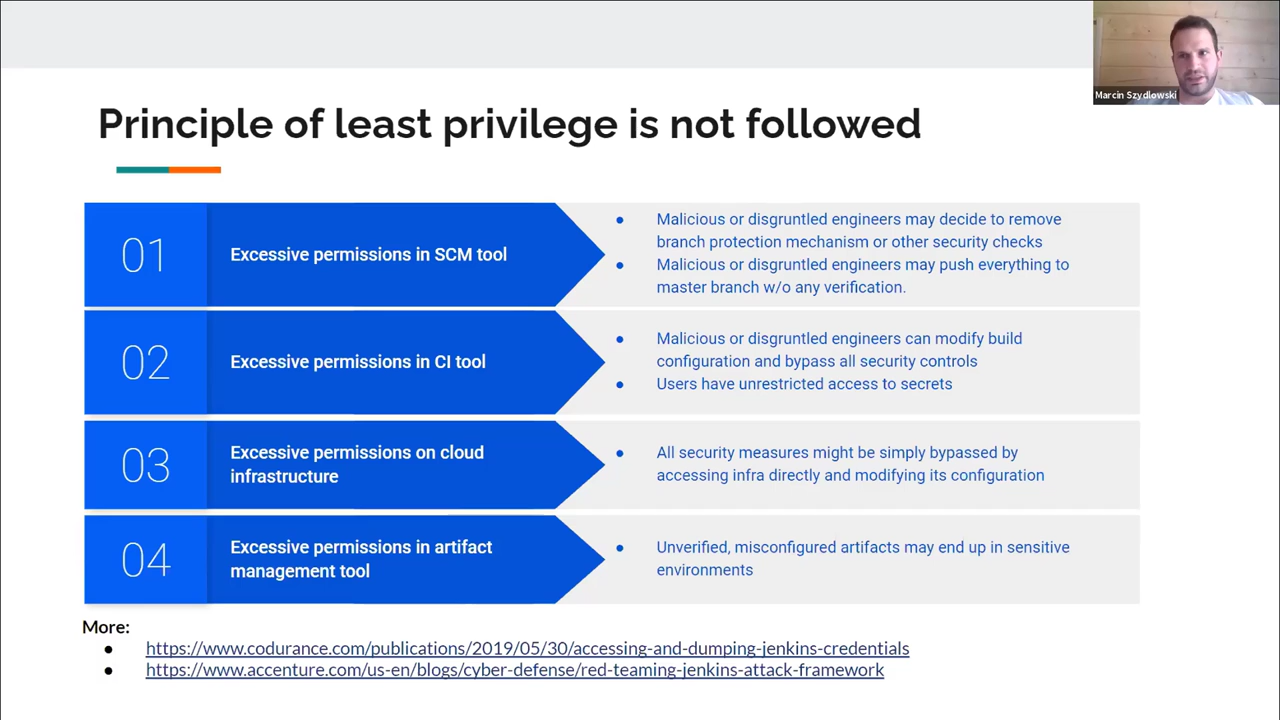 Marcin Szydlowski
Principle of least privilege is not followed
01
Excessive permissions in SCM tool
● Malicious or disgruntled engineers may decide to remove
branch protection mechanism or other security checks
● Malicious or disgruntled engineers may push everything to
master branch w/o any verification.
02
Excessive permissions in CI tool
● Malicious or disgruntled engineers can modify build
configuration and bypass all security controls
● Users have unrestricted access to secrets
03
Excessive permissions on cloud
infrastructure
● All security measures might be simply bypassed by
accessing infra directly and modifying its configuration
04
Excessive permissions in artifact
management tool
● Unverified, misconfigured artifacts may end up in sensitive
environments
More:
● https://www.codurance.com/publications/2019/05/30/accessing-and-dumping-jenkins-credentials
● https://www.accenture.com/us-en/blogs/cyber-defense/red-teaming-jenkins-attack-framework